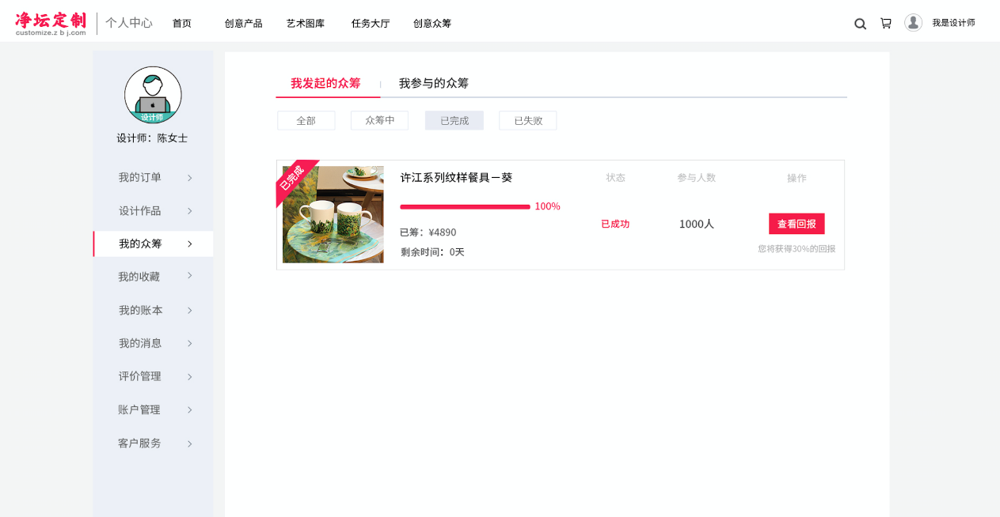 净坛定制
customize.z b j.com
个人中心
首页
创意产品
艺术图库
任务大厅
创意众筹
我是设计师
设计师
设计师：陈女士
我的订单
设计作品
我的众筹
我的收藏
我的账本
我的消息
评价管理
账户管理
客户服务
我发起的众筹
我参与的众筹
全部
众筹中
已完成
已失败
已完成
许江系列纹样餐具－葵
100%
已筹：¥4890
剩余时间：0天
状态
已成功
参与人数
1000人
操作
查看回报
您将获得30%的回报